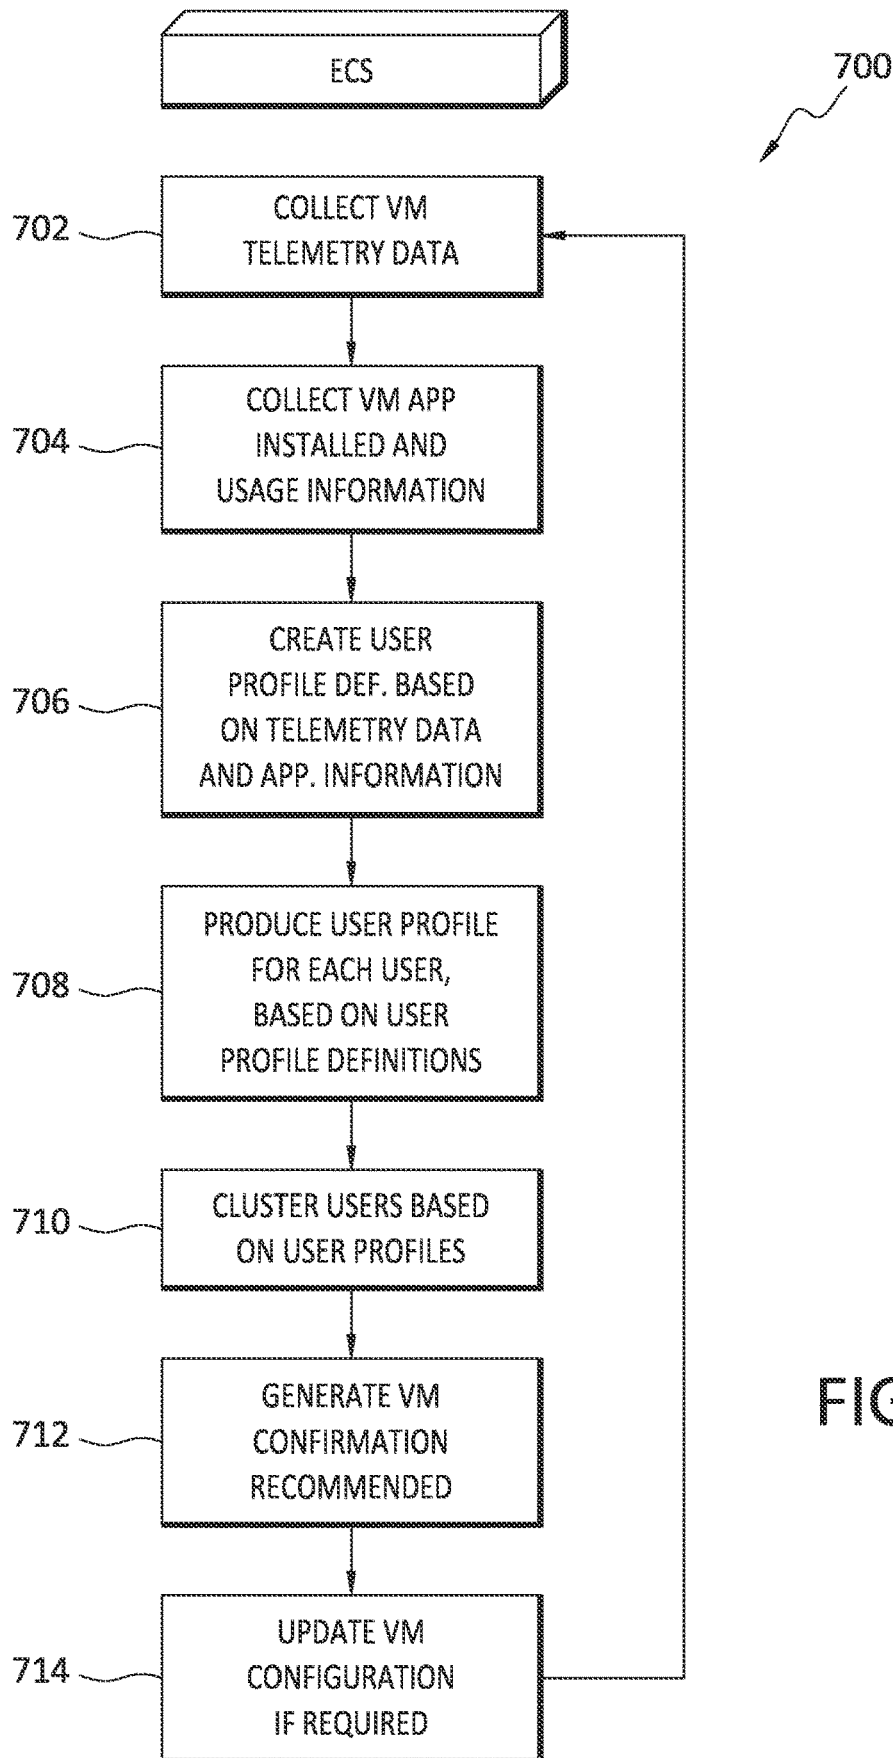 ECS
700
702
COLLECT VM
TELEMETRY DATA
704
COLLECT VM APP
INSTALLED AND
USAGE INFORMATION
706
CREATE USER
PROFILE DEF. BASED
ON TELEMETRY DATA
AND APP. INFORMATION
708
PRODUCE USER PROFILE
FOR EACH USER,
BASED ON USER
PROFILE DEFINITIONS
710
CLUSTER USERS BASED
ON USER PROFILES
712
GENERATE VM
CONFIRMATION
RECOMMENDED
FIG
714
UPDATE VM
CONFIGURATION
IF REQUIRED